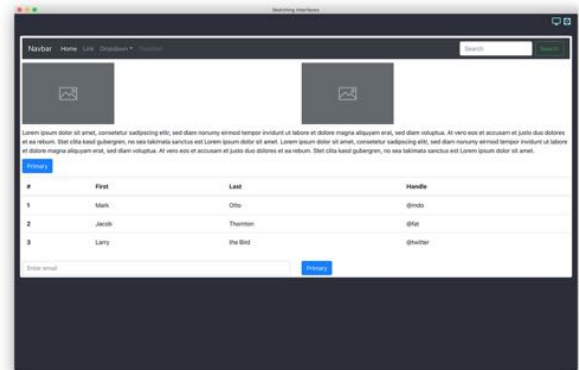 Sketching Interfaces
Navbar Home Link Dropdown Disabled Search Search
Lorem ipsum dolor sit amet, consetetur sadipscing elitr, sed diam nonumy eirmod tempor invidunt ut labore et dolore magna aliquyam erat, sed diam voluptua. At vero eos et accusam et justo duo dolores
et ea rebum. Stet clita kasd gubergren, no sea takimata sanctus est Lorem ipsum dolor sit amet. Lorem ipsum dolor sit amet, consetetur sadipscing elitr, sed diam nonumy eirmod tempor invidunt ut labore
et dolore magna aliquyam erat, sed diam voluptua. At vero eos et accusam et justo duo dolores et ea rebum. Stet clita kasd gubergren, no sea takimata sanctus est Lorem ipsum dolor sit amet.
Primary
# First Last Handle
1 Mark Otto @mdo
2 Jacob Thornton @fat
3 Larry the Bird @twitter
Enter email Primary